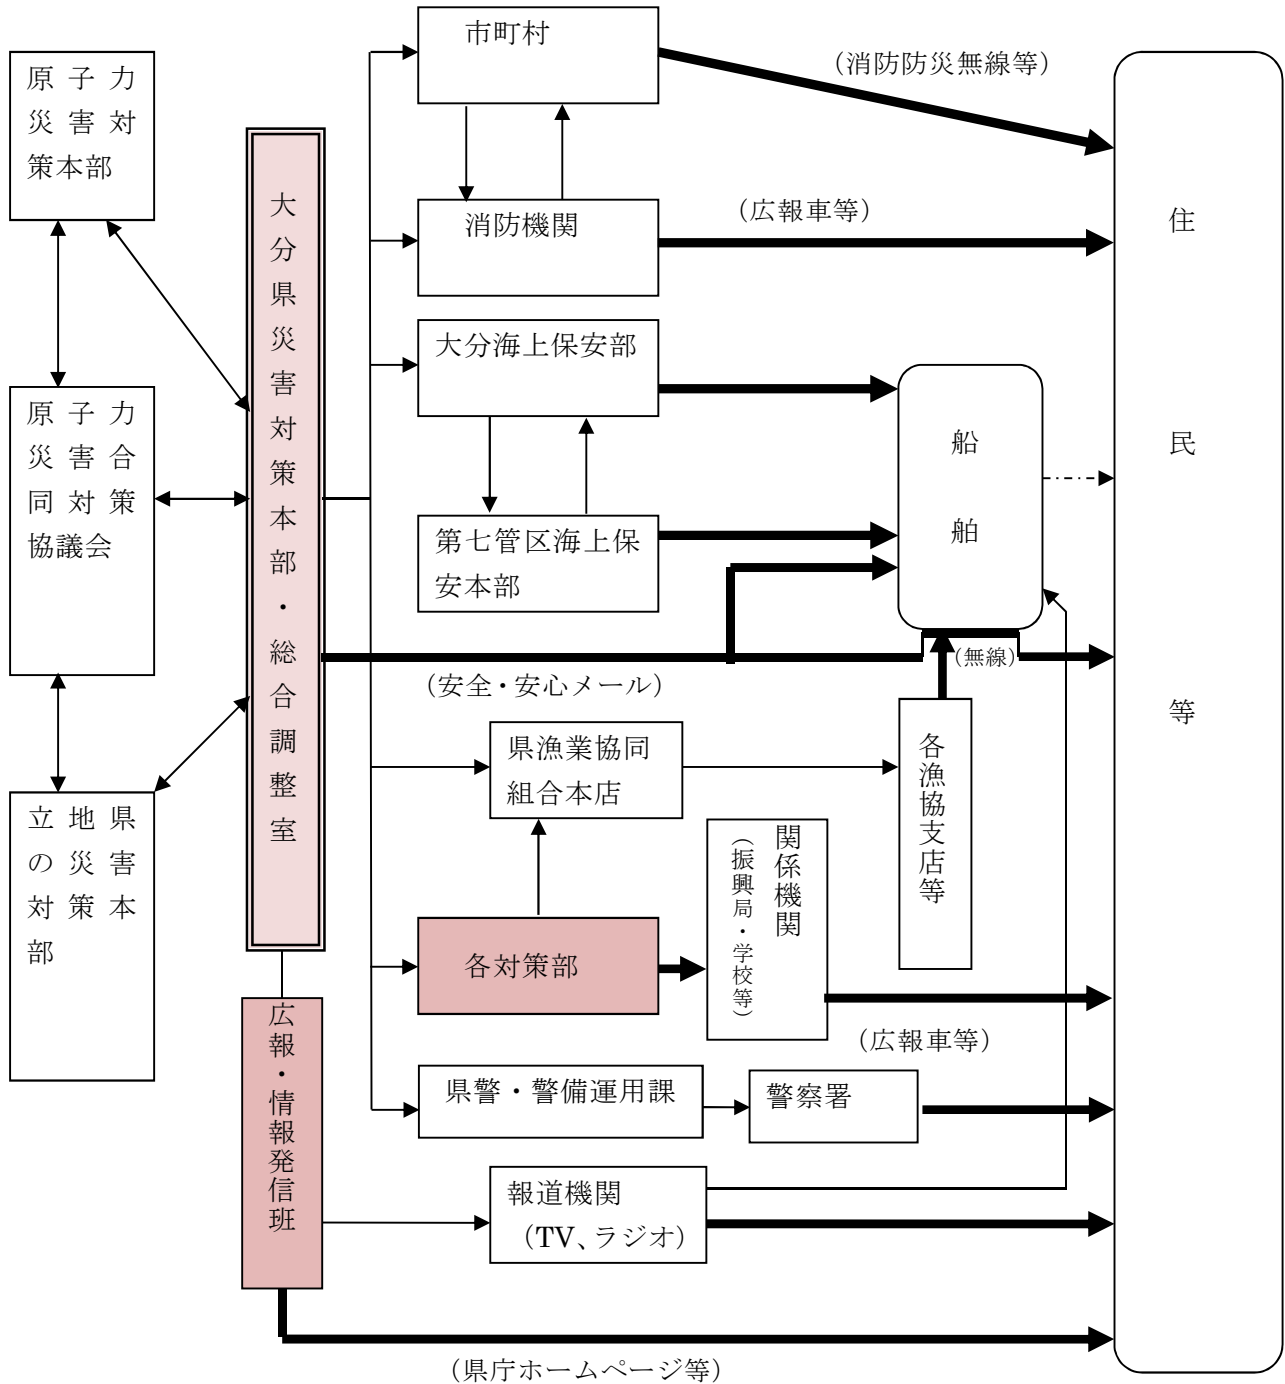 原子力
災害対
策本部
原子力
災害合
同対策
協議会
立地県
の災害
対策本
部
大分県災害対策本部・総合調整室
広報・情報発信班
市町村
(消防防災無線等)
消防機関
(広報車等)
大分海上保安部
第七管区海上保
安本部
船舶
(安全・安心メール)
(無線)
県漁業協同
組合本店
各漁協支店等
各対策部
関係機関
(振興局・学校等)
(広報車等)
県警・警備運用課
警察署
報道機関
(TV、ラジオ)
(県庁ホームページ等)
住民等